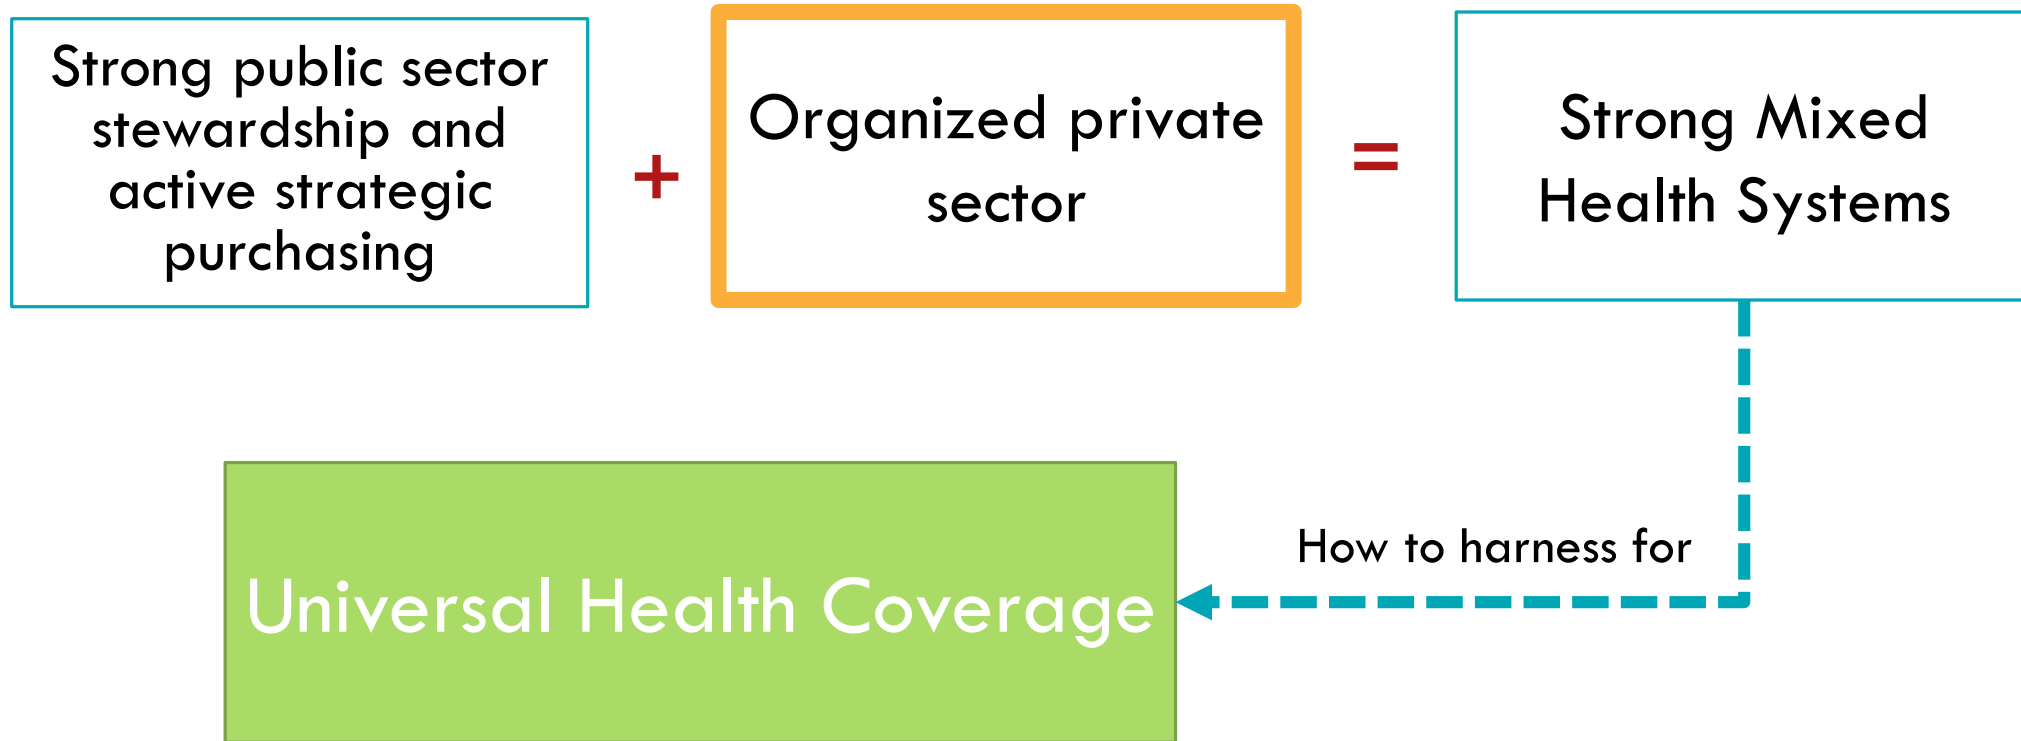 Strong public sector
stewardship and
active strategic
purchasing
+
Organized private
sector
=
Strong Mixed
Health Systems
How to harness for
Universal Health Coverage